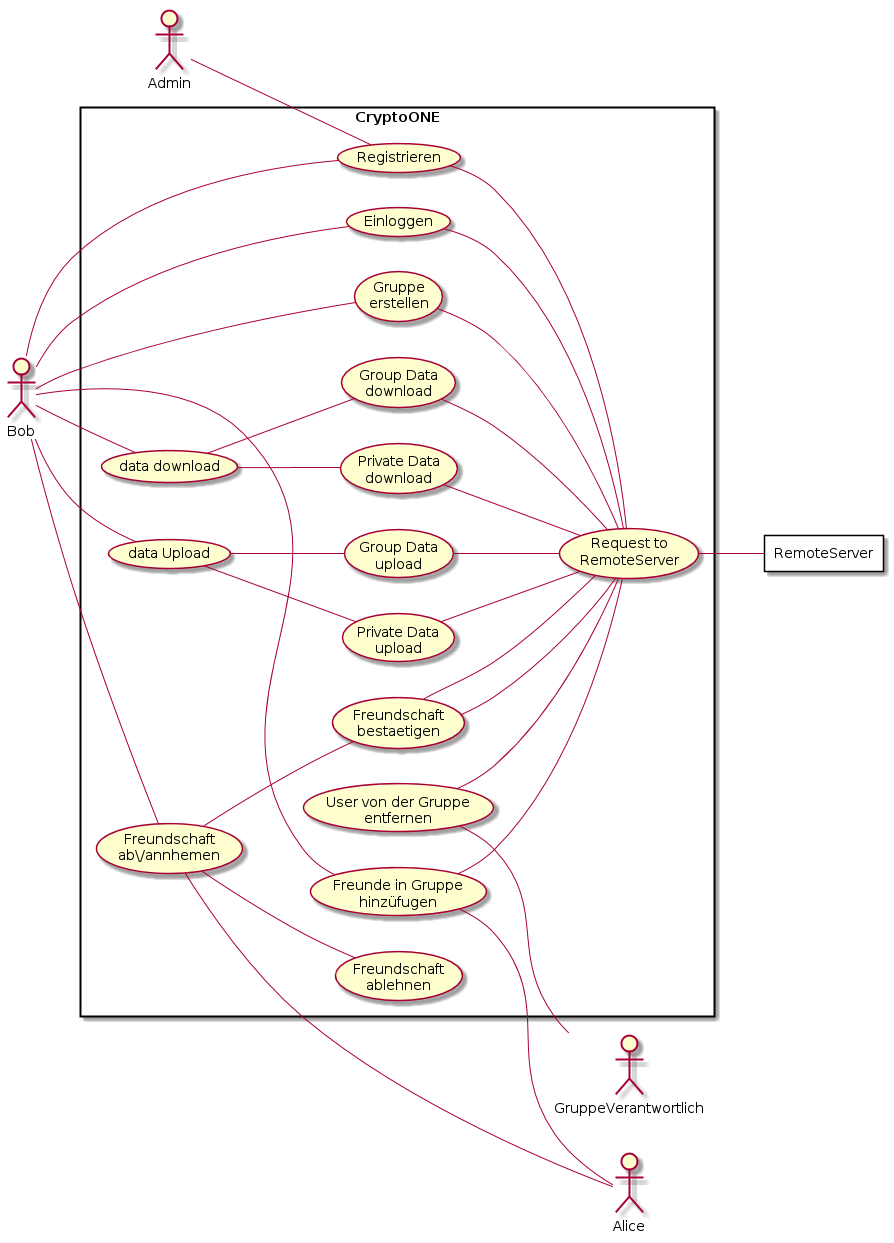 Admin
CryptoONE
Registrieren
Einloggen
Gruppe
erstellen
Group Data
download
Bob
data download
Private Data
download
data Upload
Group Data
upload
Request to
RemoteServer
RemoteServer
Private Data
upload
Freundschaft
bestaetigen
User von der Gruppe
entfernen
Freundschaft
ab\/annhemen
Freunde in Gruppe
hinzüfugen
Freundschaft
ablehnen
GruppeVerantwortlich
Alice